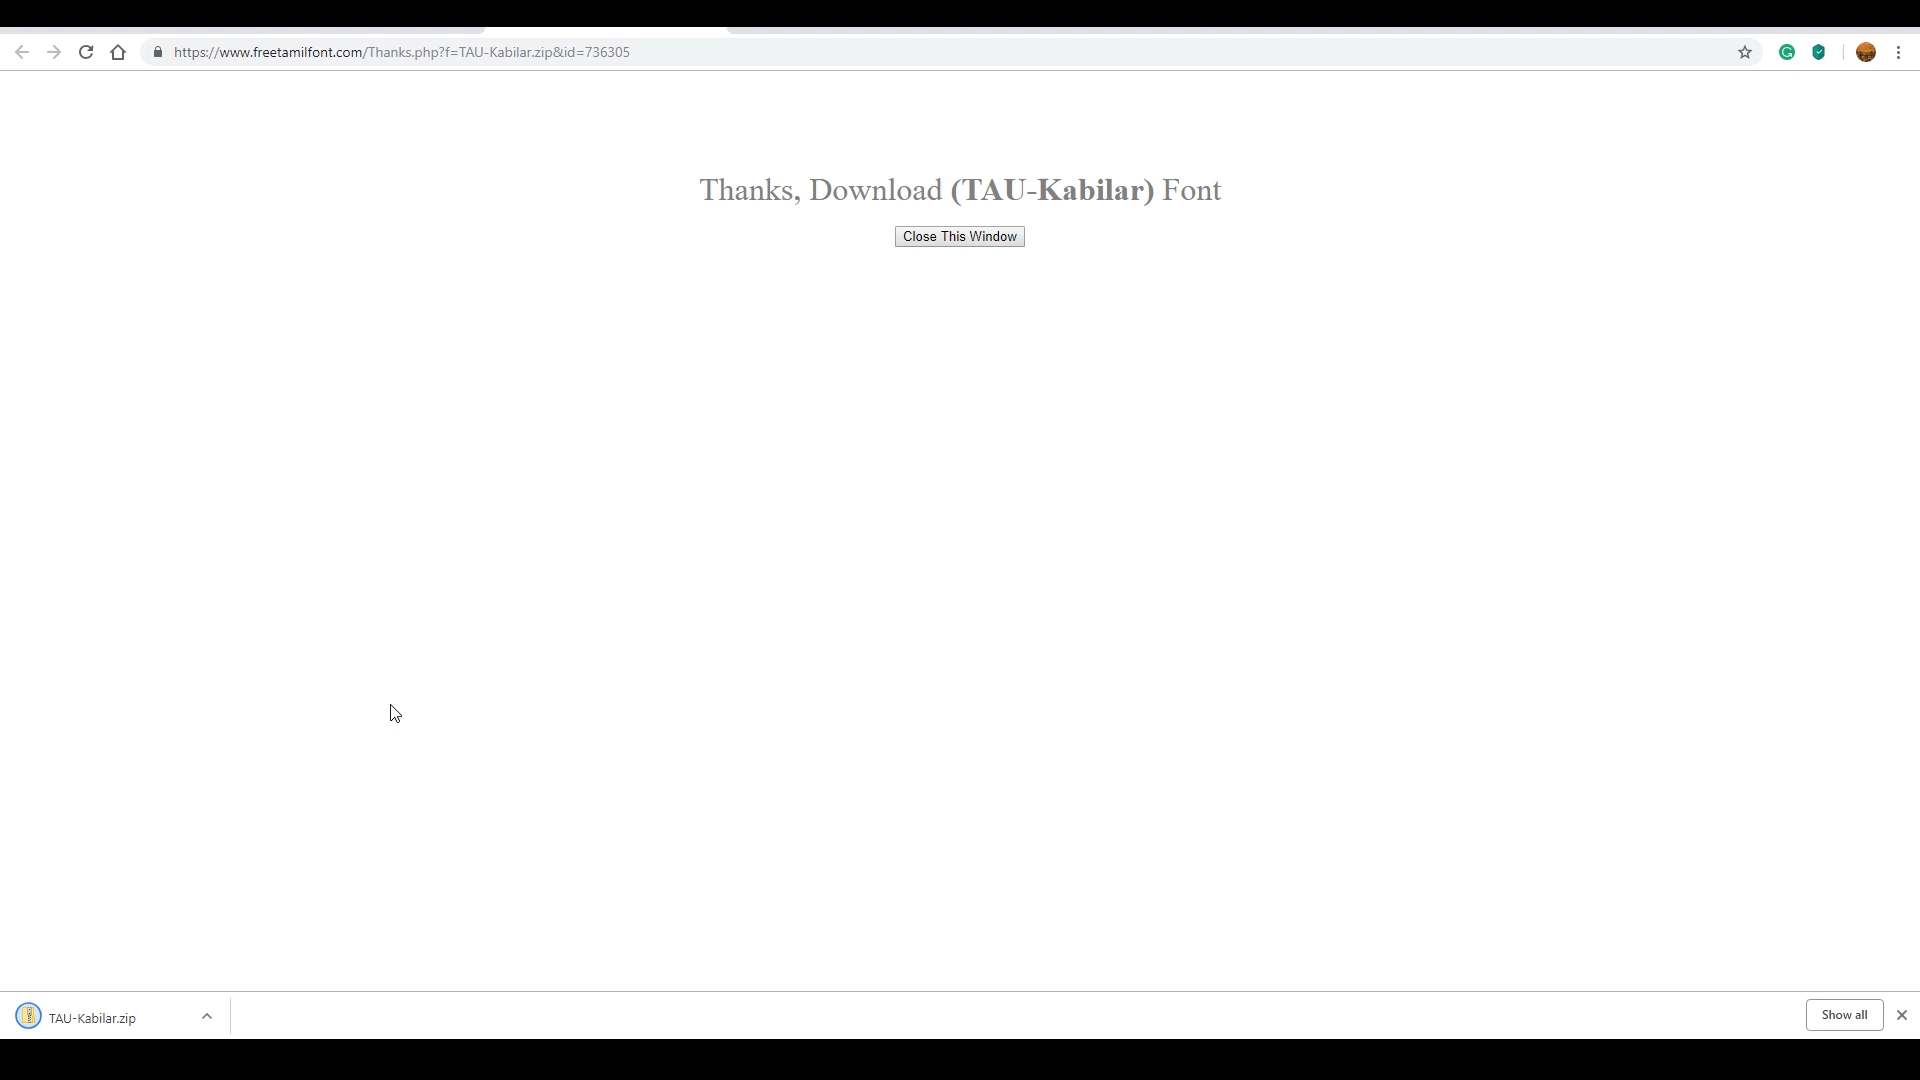 https://www.freetamilfont.com/Thanks.php?f=TAU-Kabilar.zip&id=736305
Thanks, Download (TAU-Kabilar) Font
Close This Window
TAU-Kabilar.zip
Show all